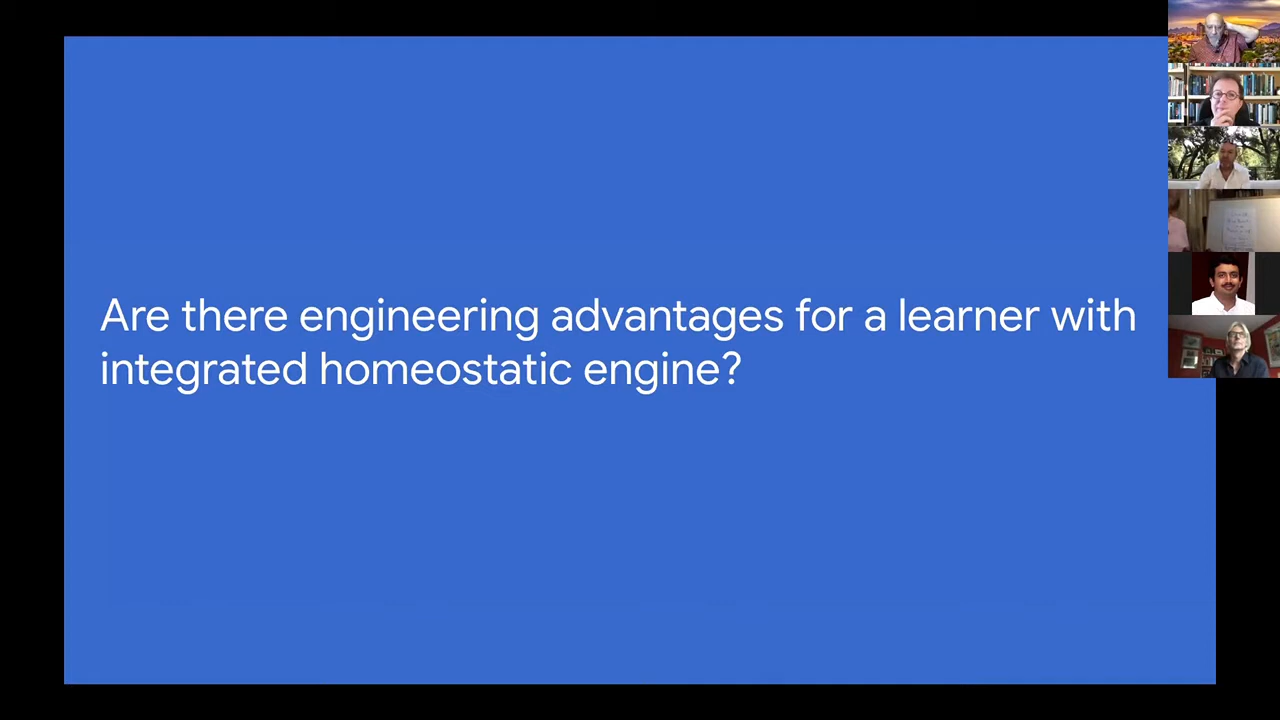 Are there engineering advantages for a learner with
integrated homeostatic engine?